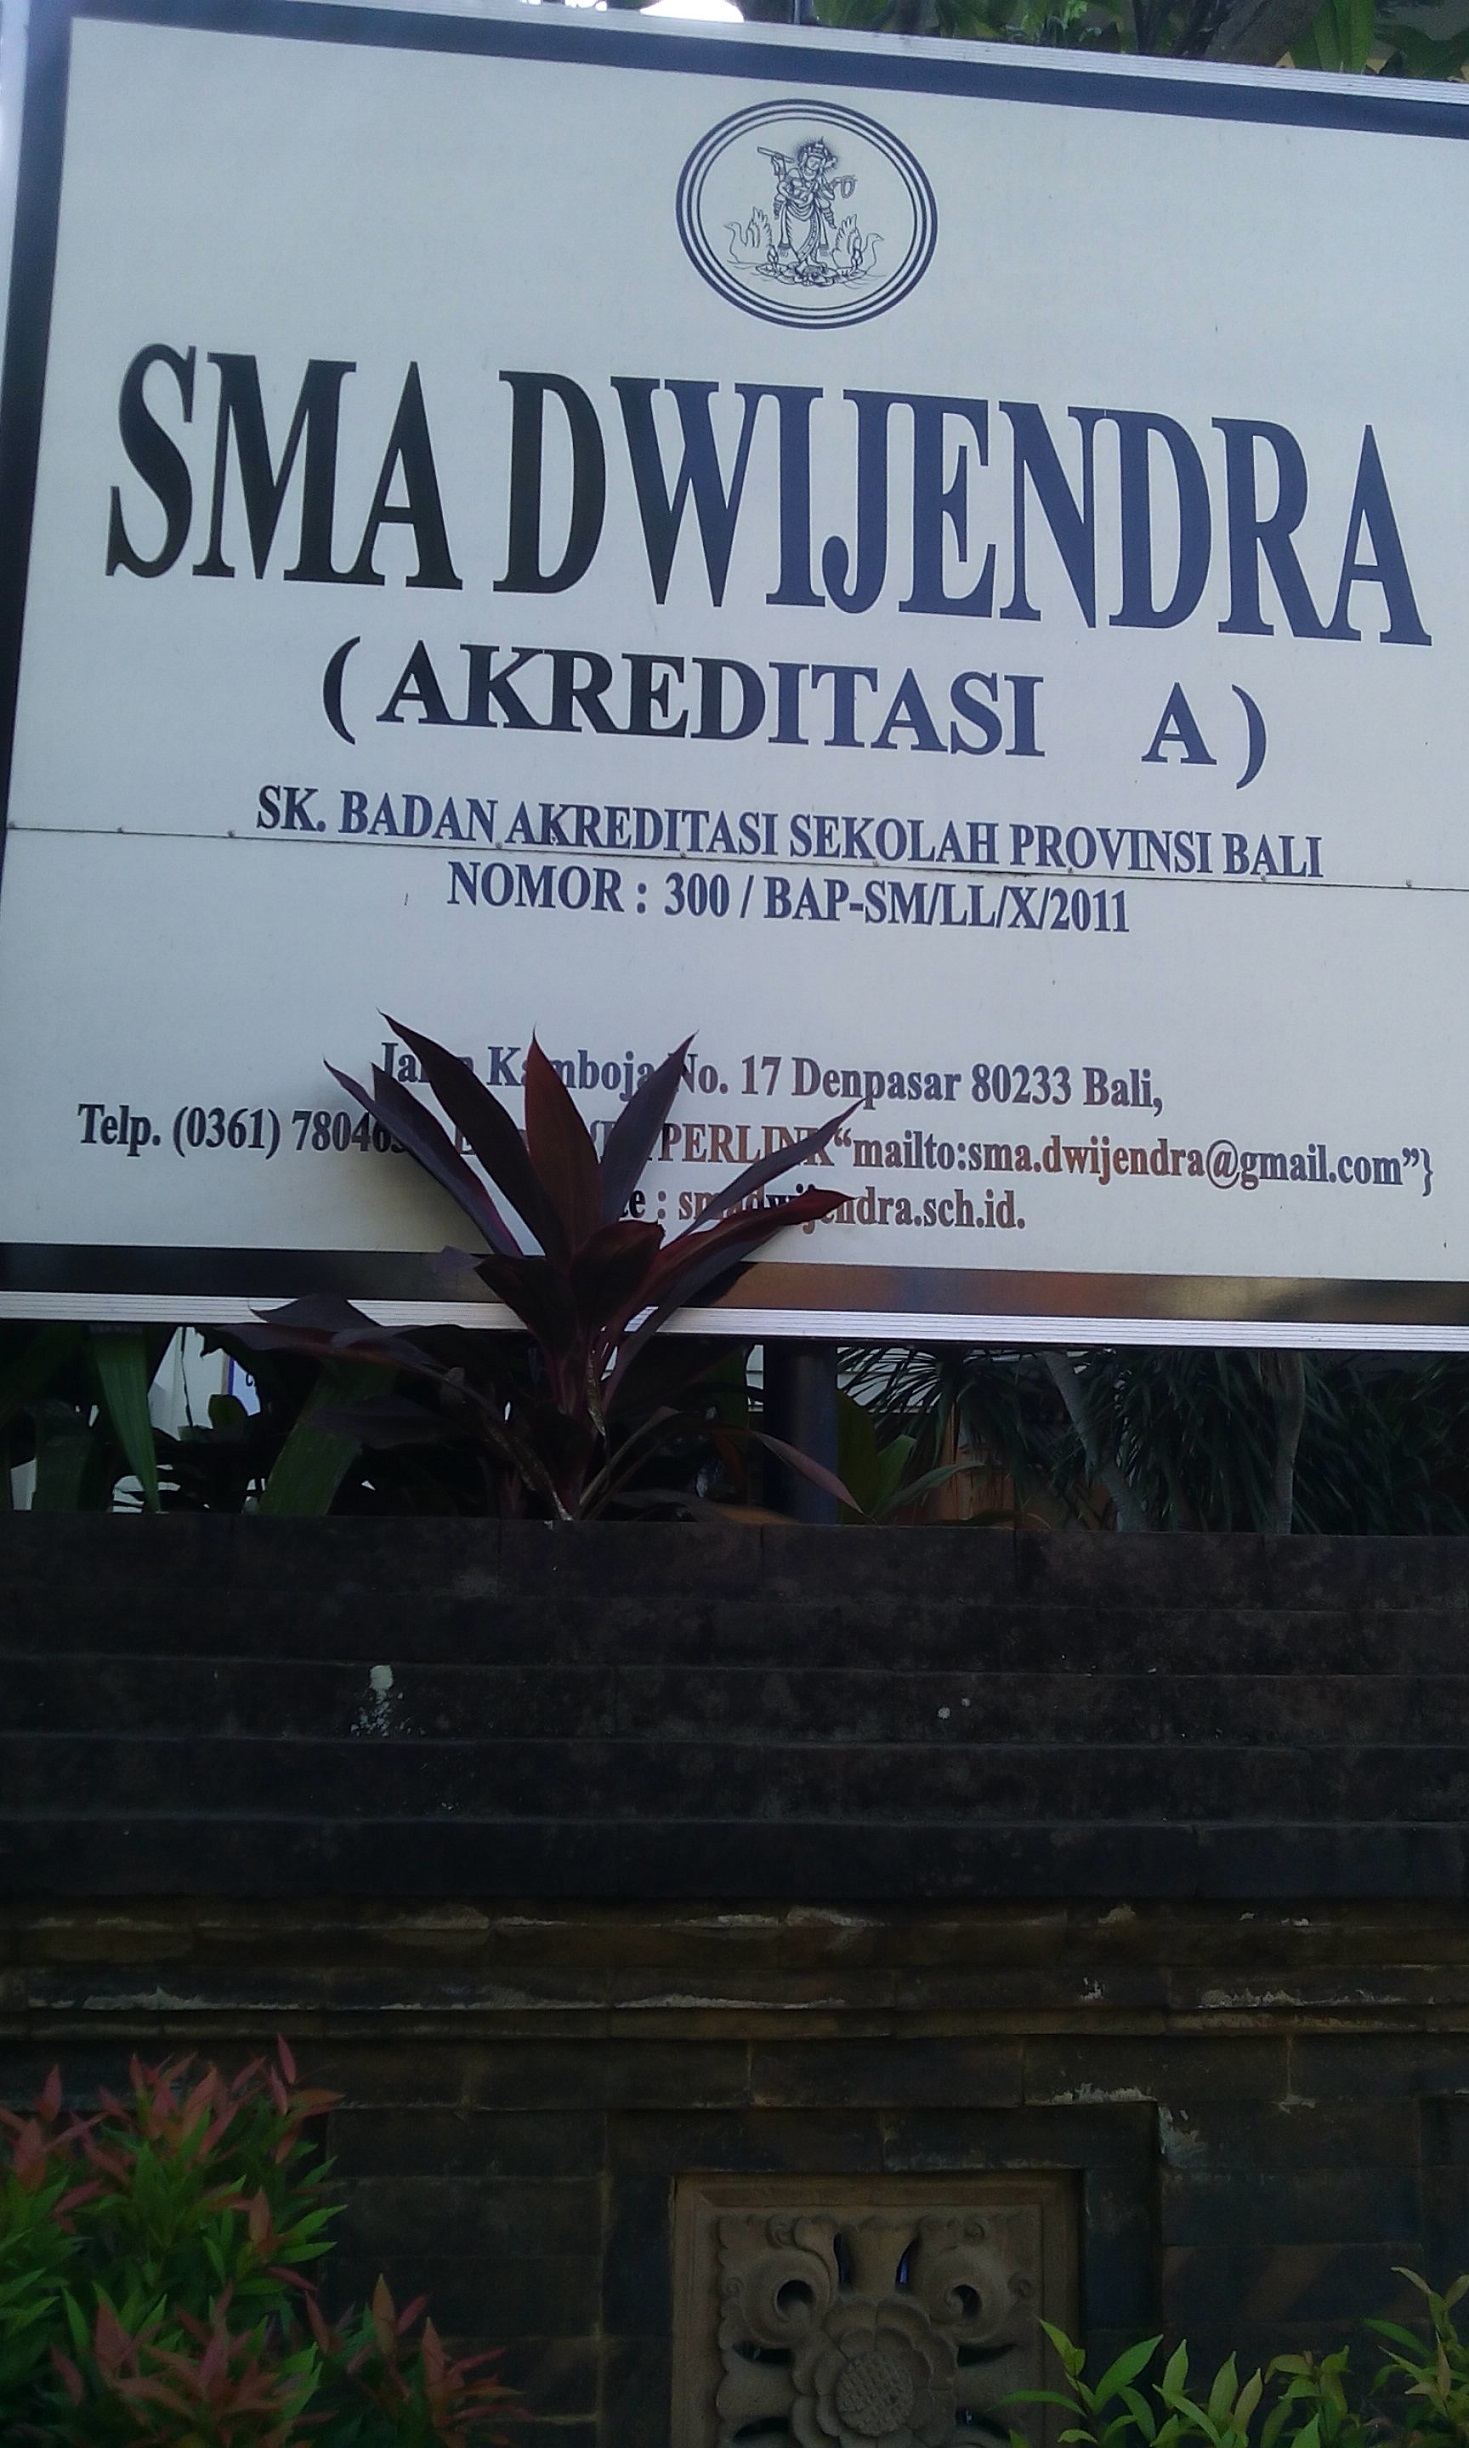 SMA DWIJENDRA
( AKREDITASI A )
SK. BADAN AKREDITASI SEKOLAH PROVINSI BALI
NOMOR : 300 / BAP-SM/LL/X/2011
No. 17 Denpasar 80233 Bali,
Telp. (0361) "mailto:sma.dwijendra@gmail.com"}
: smadwijendra.sch.id.